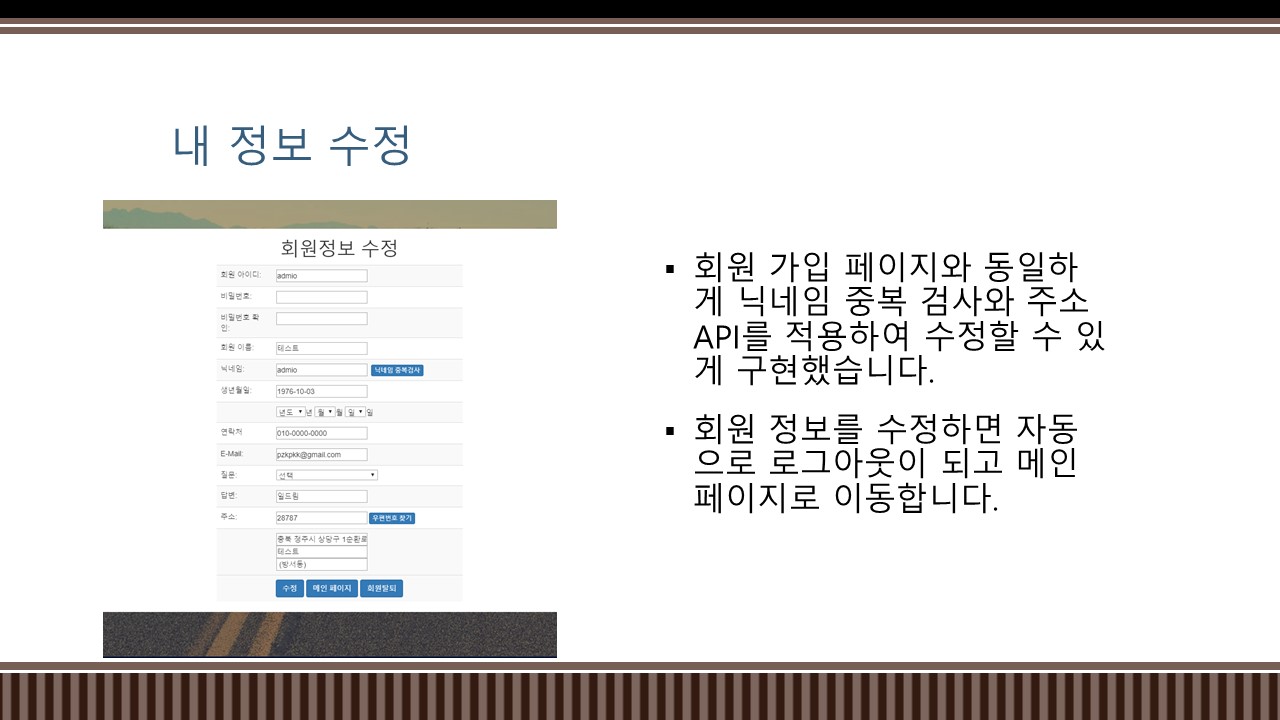 내 정보 수정
회원정보 수정
회원 아이디: admio
비밀번호:
비밀번호 확
인:
회원 이름: 테스트
닉네임: admio 닉네임 중복검사
생년월일: 1976-10-03
년도 년 월 월 일 일
연락처 010-0000-0000
E-Mail: pzkpkk@gmail.com
질문: 선택
답변: 일드림
주소: 28787 우편번호 찾기
충북 청주시 상당구 1순환로
테스트
(방서동)
수정 메인 페이지 회원탈퇴
▪ 회원 가입 페이지와 동일하
게 닉네임 중복 검사와 주소
API를 적용하여 수정할 수 있
게 구현했습니다.
▪ 회원 정보를 수정하면 자동
으로 로그아웃이 되고 메인
페이지로 이동합니다.